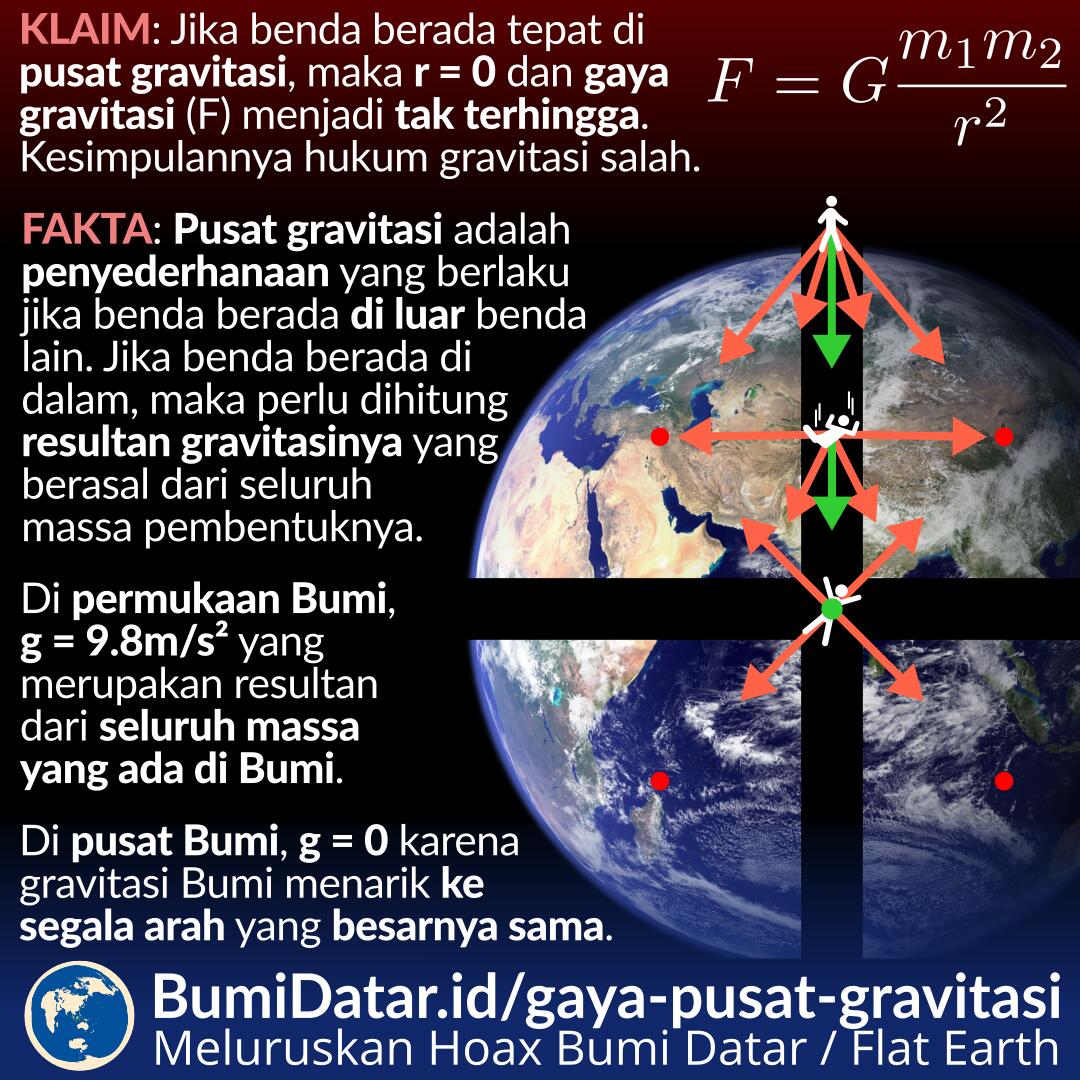 KLAIM: Jika benda berada tepat di
pusat gravitasi, maka r = 0 dan gaya
gravitasi (F) menjadi tak terhingga.
Kesimpulannya hukum gravitasi salah.
F = G m₁m₂ / r²
FAKTA: Pusat gravitasi adalah
penyederhanaan yang berlaku
jika benda berada di luar benda
lain. Jika benda berada di
dalam, maka perlu dihitung
resultan gravitasinya yang
berasal dari seluruh
massa pembentuknya.
Di permukaan Bumi,
g = 9.8m/s² yang
merupakan resultan
dari seluruh massa
yang ada di Bumi.
Di pusat Bumi, g = 0 karena
gravitasi Bumi menarik ke
segala arah yang besarnya sama.
BumiDatar.id/gaya-pusat-gravitasi
Meluruskan Hoax Bumi Datar / Flat Earth